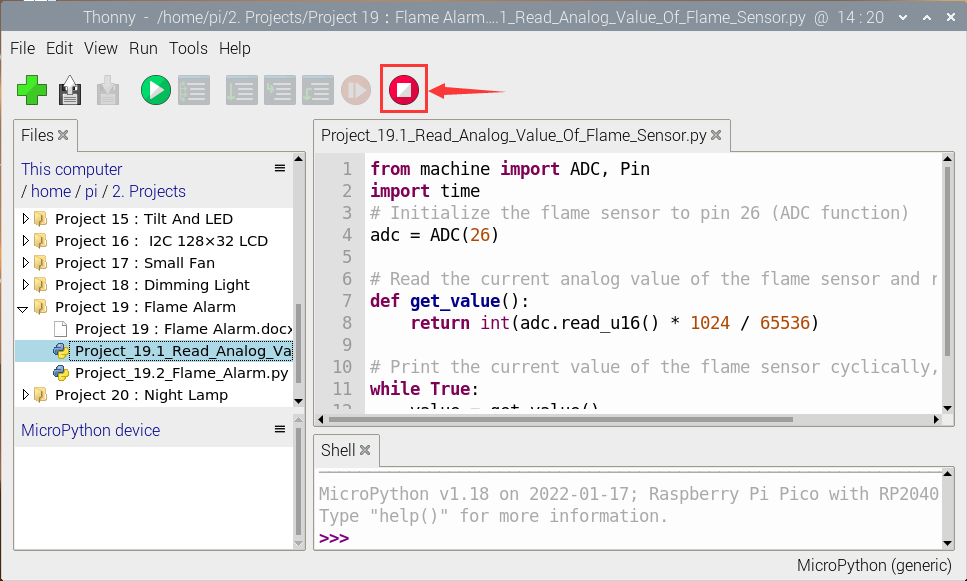 Thonny - /home/pi/2. Projects/Project 19 : Flame Alarm....1_Read_Analog_Value_Of_Flame_Sensor.py @ 14 : 20
File Edit View Run Tools Help
Files
This computer
/ home / pi / 2. Projects
Project 15 : Tilt And LED
Project 16 : I2C 128×32 LCD
Project 17 : Small Fan
Project 18 : Dimming Light
Project 19 : Flame Alarm
Project 19 : Flame Alarm.docx
Project_19.1_Read_Analog_Va
Project_19.2_Flame_Alarm.py
Project 20 : Night Lamp
MicroPython device
Project_19.1_Read_Analog_Value_Of_Flame_Sensor.py
1 from machine import ADC, Pin
2 import time
3 # Initialize the flame sensor to pin 26 (ADC function)
4 adc = ADC(26)
5
6 # Read the current analog value of the flame sensor and r
7 def get_value():
8 return int(adc.read_u16() * 1024 / 65536)
9
10 # Print the current value of the flame sensor cyclically,
11 while True:
12 value = get_value()
Shell
MicroPython v1.18 on 2022-01-17; Raspberry Pi Pico with RP2040
Type "help()" for more information.
>>>
MicroPython (generic)